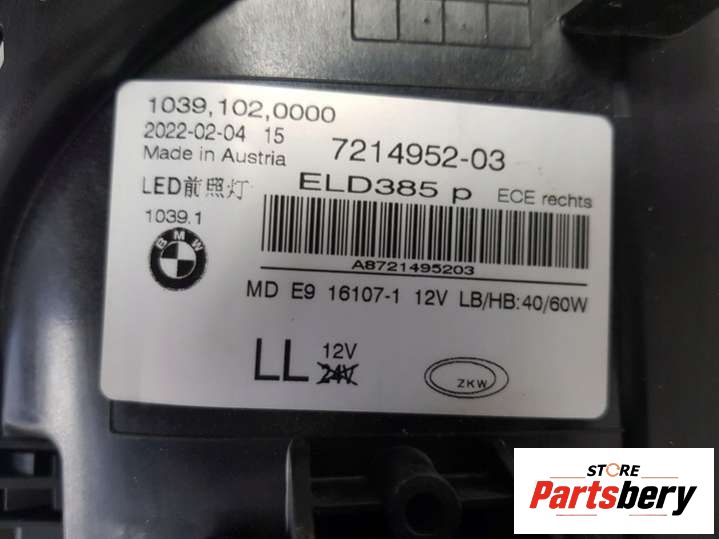 1039,102,0000
2022-02-04 15
Made in Austria
7214952-03
LED前照灯
ELD385 p ECE rechts
1039.1
BMW
A8721495203
MD E9 16107-1 12V LB/HB:40/60W
LL 12V
24V
ZKW
STORE
Partsbery